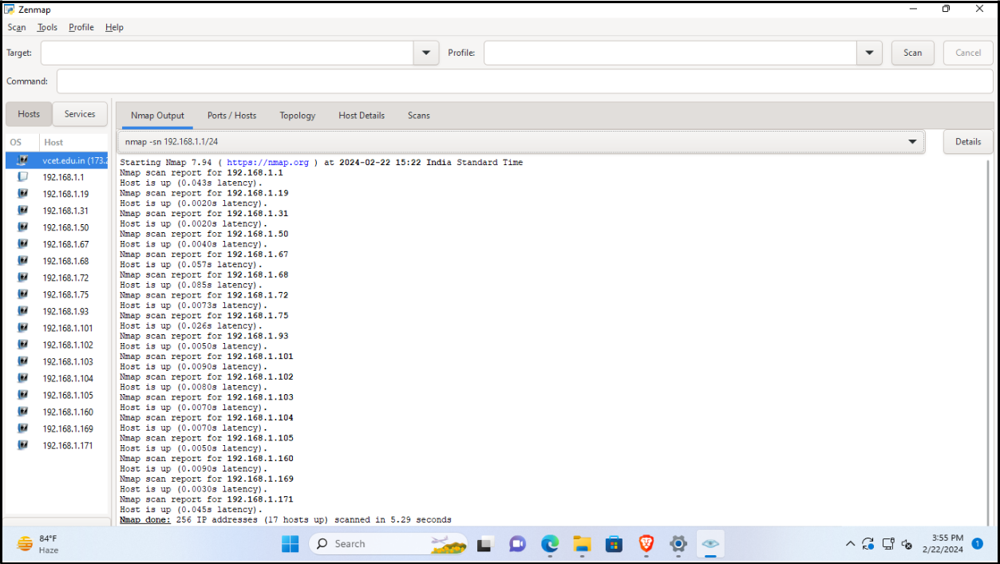 Zenmap
Scan Tools Profile Help
Target: Profile: Scan Cancel
Command:
Hosts Services
OS Host
vcet.edu.in (173.2
192.168.1.1
192.168.1.19
192.168.1.31
192.168.1.50
192.168.1.67
192.168.1.68
192.168.1.72
192.168.1.75
192.168.1.93
192.168.1.101
192.168.1.102
192.168.1.103
192.168.1.104
192.168.1.105
192.168.1.160
192.168.1.169
192.168.1.171
Nmap Output Ports / Hosts Topology Host Details Scans
nmap -sn 192.168.1.1/24 Details
Starting Nmap 7.94 ( https://nmap.org ) at 2024-02-22 15:22 India Standard Time
Nmap scan report for 192.168.1.1
Host is up (0.043s latency).
Nmap scan report for 192.168.1.19
Host is up (0.0020s latency).
Nmap scan report for 192.168.1.31
Host is up (0.0020s latency).
Nmap scan report for 192.168.1.50
Host is up (0.0040s latency).
Nmap scan report for 192.168.1.67
Host is up (0.057s latency).
Nmap scan report for 192.168.1.68
Host is up (0.085s latency).
Nmap scan report for 192.168.1.72
Host is up (0.0073s latency).
Nmap scan report for 192.168.1.75
Host is up (0.026s latency).
Nmap scan report for 192.168.1.93
Host is up (0.0050s latency).
Nmap scan report for 192.168.1.101
Host is up (0.0090s latency).
Nmap scan report for 192.168.1.102
Host is up (0.0080s latency).
Nmap scan report for 192.168.1.103
Host is up (0.0070s latency).
Nmap scan report for 192.168.1.104
Host is up (0.0070s latency).
Nmap scan report for 192.168.1.105
Host is up (0.0050s latency).
Nmap scan report for 192.168.1.160
Host is up (0.0090s latency).
Nmap scan report for 192.168.1.169
Host is up (0.0030s latency).
Nmap scan report for 192.168.1.171
Host is up (0.045s latency).
Nmap done: 256 IP addresses (17 hosts up) scanned in 5.29 seconds
84°F
Haze
Search
3:55 PM
2/22/2024
1